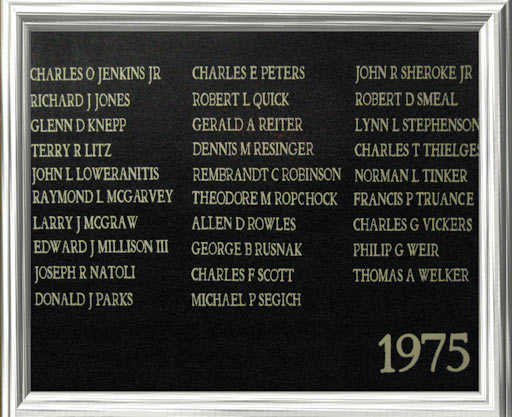 CHARLES O JENKINS JR
RICHARD J JONES
GLENN D KNEPP
TERRY R LITZ
JOHN L LOWERANITIS
RAYMOND L MCGARVEY
LARRY J MCGRAW
EDWARD J MILLISON III
JOSEPH R NATOLI
DONALD J PARKS
CHARLES E PETERS
ROBERT L QUICK
GERALD A REITER
DENNIS M RESINGER
REMBRANDT C ROBINSON
THEODORE M ROPCHOCK
ALLEN D ROWLES
GEORGE B RUSNAK
CHARLES F SCOTT
MICHAEL P SEGICH
JOHN R SHEROKE JR
ROBERT D SMEAL
LYNN L STEPHENSON
CHARLES T THIELGES
NORMAN L TINKER
FRANCIS P TRUANCE
CHARLES G VICKERS
PHILIP G WEIR
THOMAS A WELKER
1975